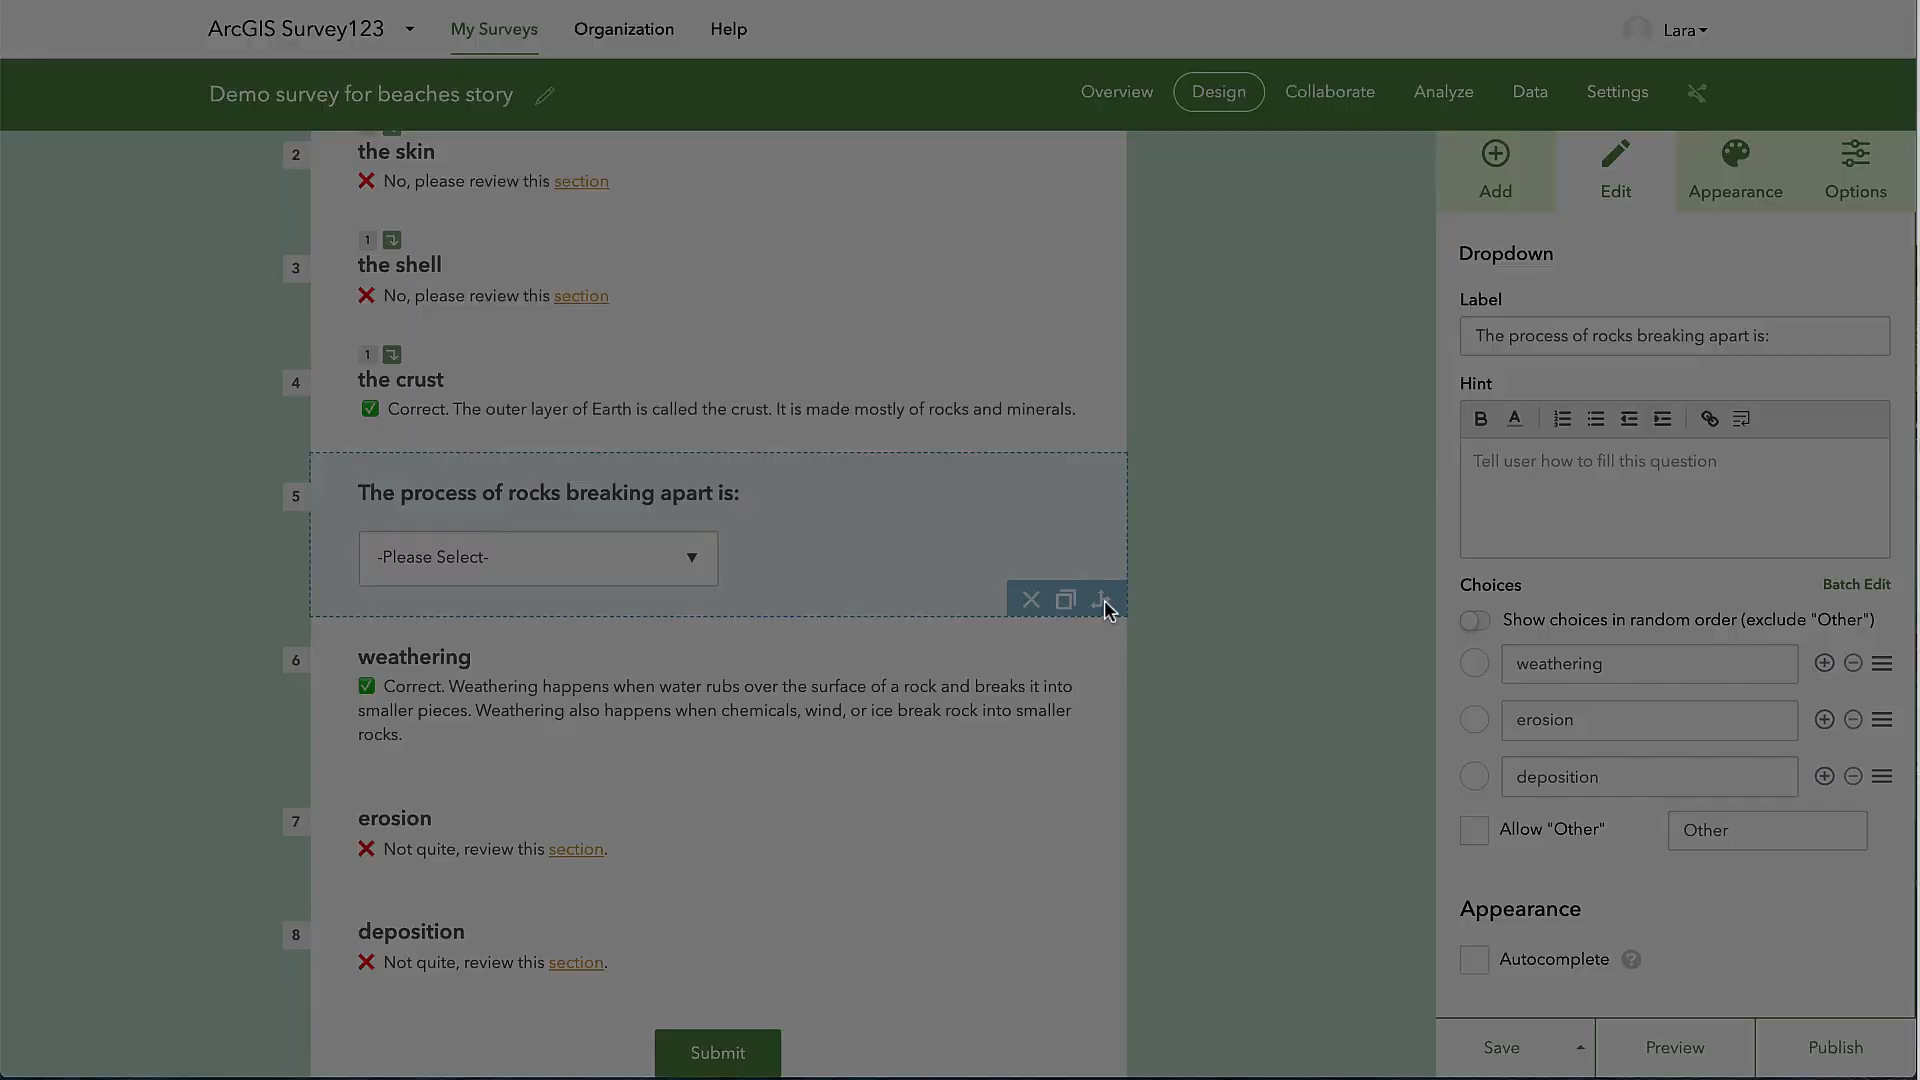 ArcGIS Survey123
My Surveys
Organization
Help
Lara
Demo survey for beaches story
Overview
Design
Collaborate
Analyze
Data
Settings
2
the skin
❌ No, please review this section
1
3
the shell
❌ No, please review this section
1
4
the crust
✅ Correct. The outer layer of Earth is called the crust. It is made mostly of rocks and minerals.
5
The process of rocks breaking apart is:
-Please Select-
6
weathering
✅ Correct. Weathering happens when water rubs over the surface of a rock and breaks it into
smaller pieces. Weathering also happens when chemicals, wind, or ice break rock into smaller
rocks.
7
erosion
❌ Not quite, review this section.
8
deposition
❌ Not quite, review this section.
Submit
Add
Edit
Appearance
Options
Dropdown
Label
The process of rocks breaking apart is:
Hint
B A
Tell user how to fill this question
Choices
Batch Edit
Show choices in random order (exclude "Other")
weathering
erosion
deposition
Allow "Other"
Other
Appearance
Autocomplete ?
Save
Preview
Publish